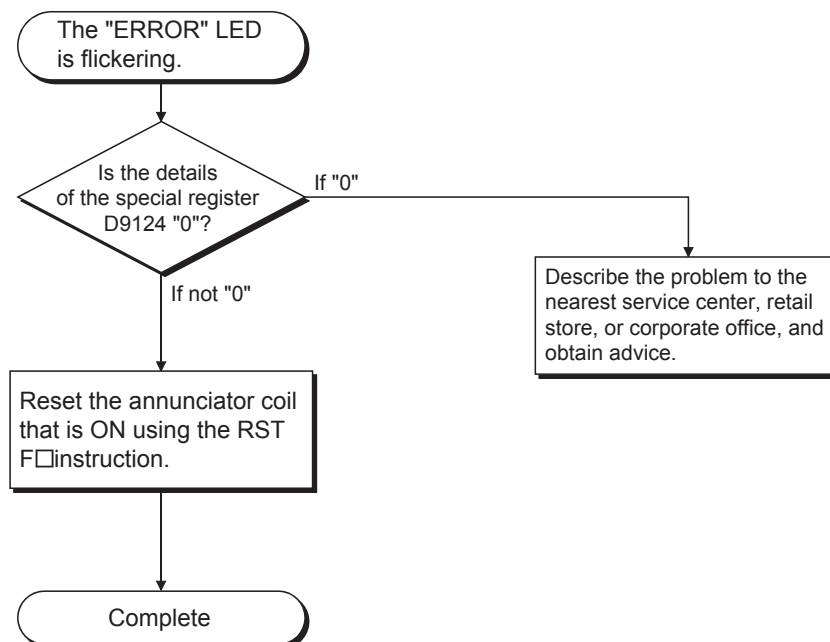 The "ERROR" LED
is flickering.
Is the details
of the special register
D9124 "0"?
If "0"
If not "0"
Describe the problem to the
nearest service center, retail
store, or corporate office, and
obtain advice.
Reset the annunciator coil
that is ON using the RST
F□instruction.
Complete